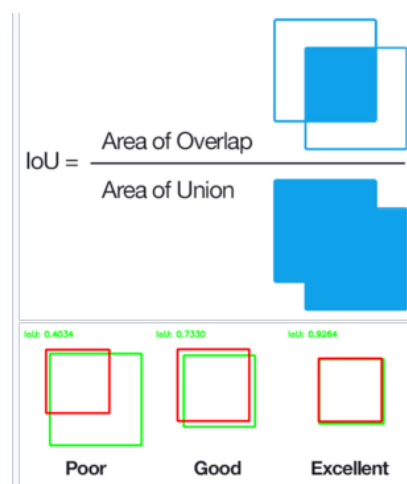 Area of Overlap
IoU =
Area of Union
IoU: 0.4034 IoU: 0.7330 IoU: 0.9264
Poor Good Excellent